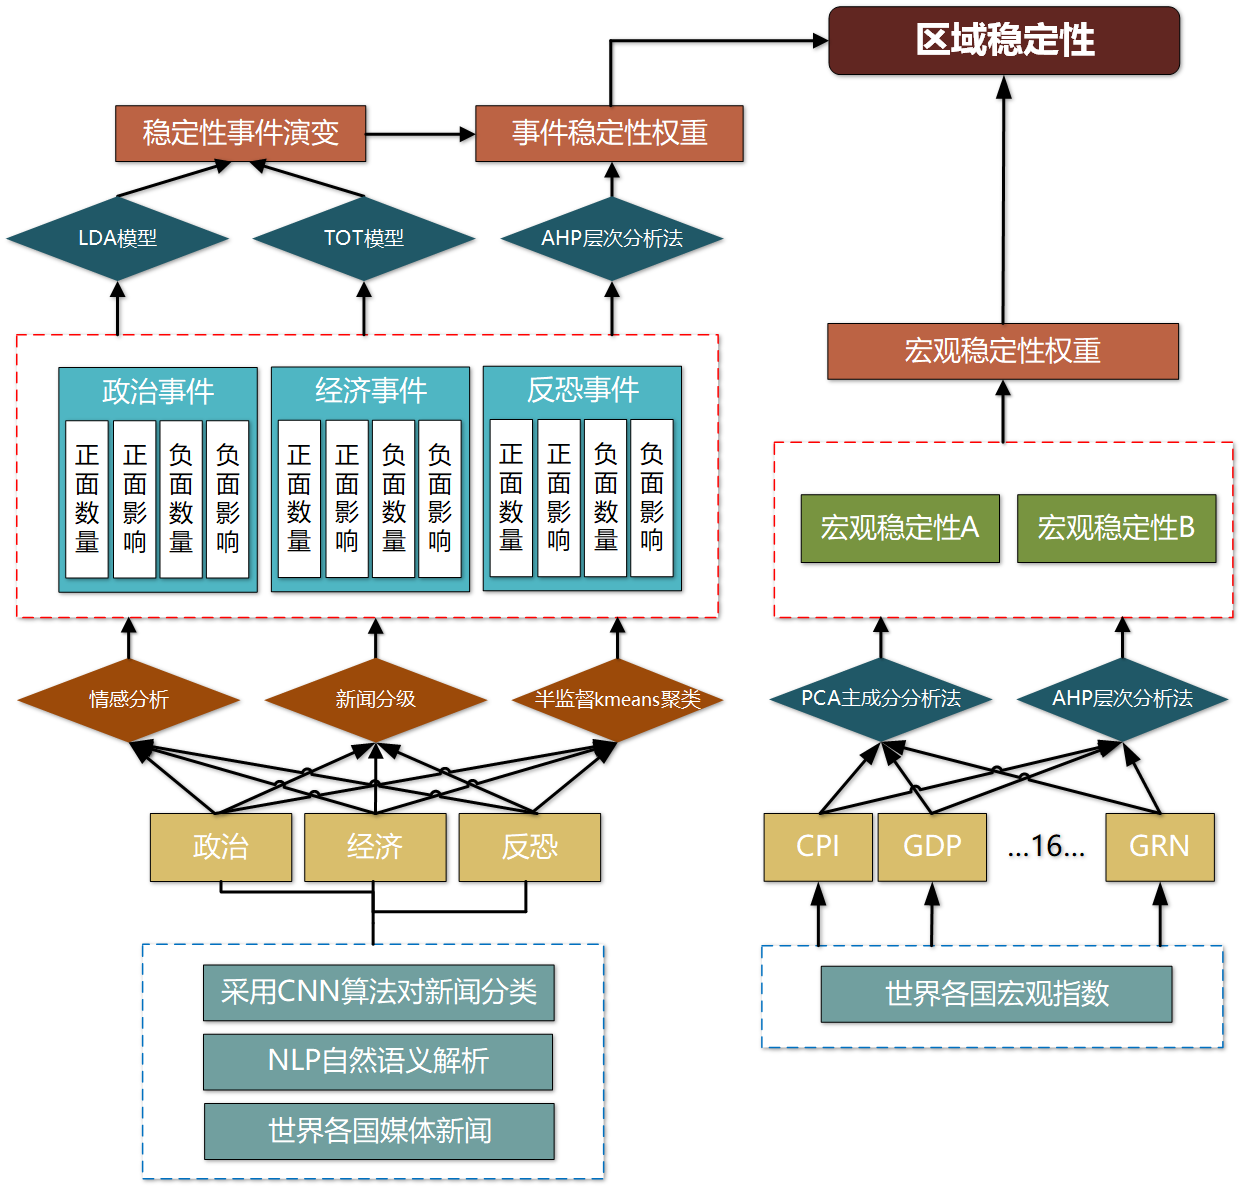 区域稳定性
稳定性事件演变
事件稳定性权重
LDA模型
TOT模型
AHP层次分析法
宏观稳定性权重
政治事件
正面数量
正面影响
负面数量
负面影响
经济事件
正面数量
正面影响
负面数量
负面影响
反恐事件
正面数量
正面影响
负面数量
负面影响
宏观稳定性A
宏观稳定性B
情感分析
新闻分级
半监督kmeans聚类
PCA主成分分析法
AHP层次分析法
政治
经济
反恐
CPI
GDP
...16...
GRN
采用CNN算法对新闻分类
NLP自然语义解析
世界各国媒体新闻
世界各国宏观指数